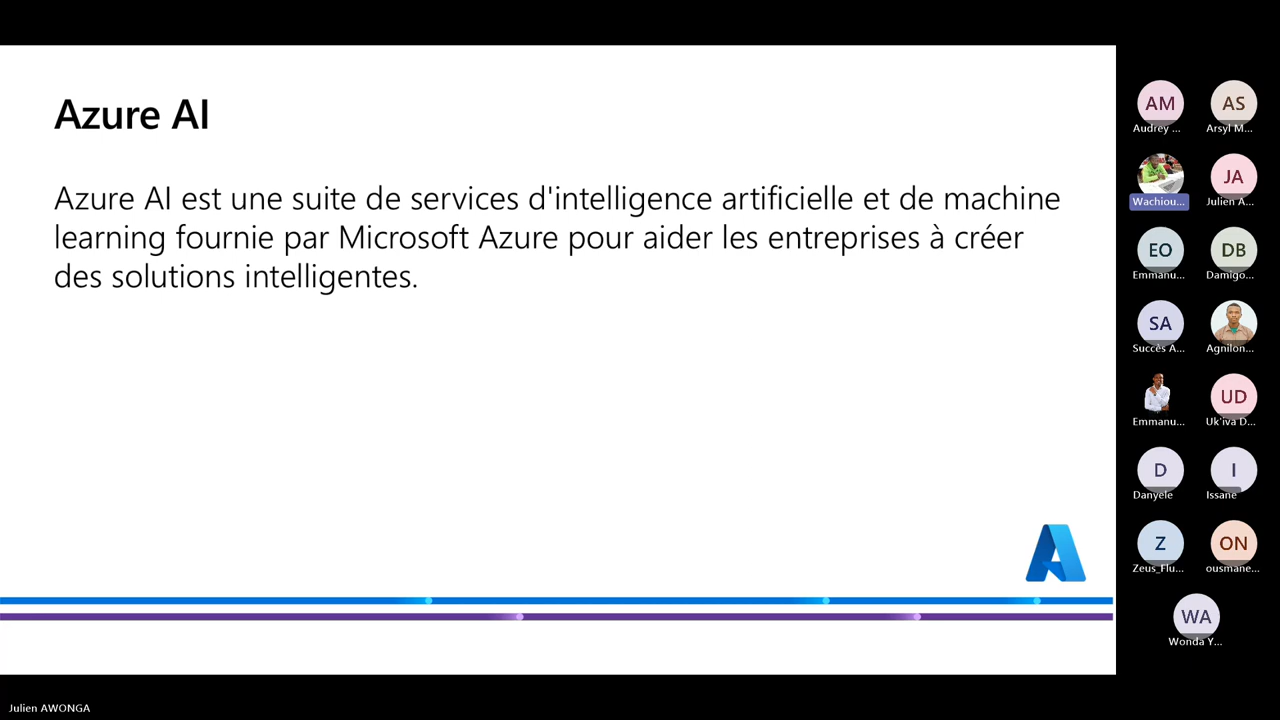 Azure AI
Azure AI est une suite de services d'intelligence artificielle et de machine
learning fournie par Microsoft Azure pour aider les entreprises à créer
des solutions intelligentes.
AM
Audrey ...
AS
Arsyl M...
Wachiou...
JA
Julien A...
EO
Emmanu...
DB
Damigo...
SA
Succès A...
Agnilon...
Emmanu...
UD
Uk'iva D...
D
Danyele
I
Issane
Z
Zeus_Flu...
ON
ousmane...
WA
Wonda Y...
Julien AWONGA